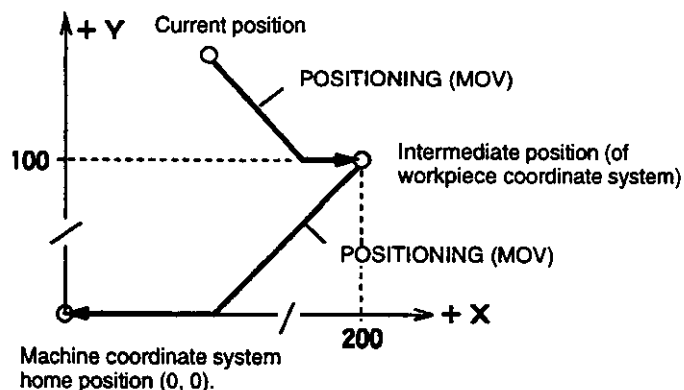 + Y
Current position
POSITIONING (MOV)
100
Intermediate position (of
workpiece coordinate system)
POSITIONING (MOV)
+ X
200
Machine coordinate system
home position (0, 0).